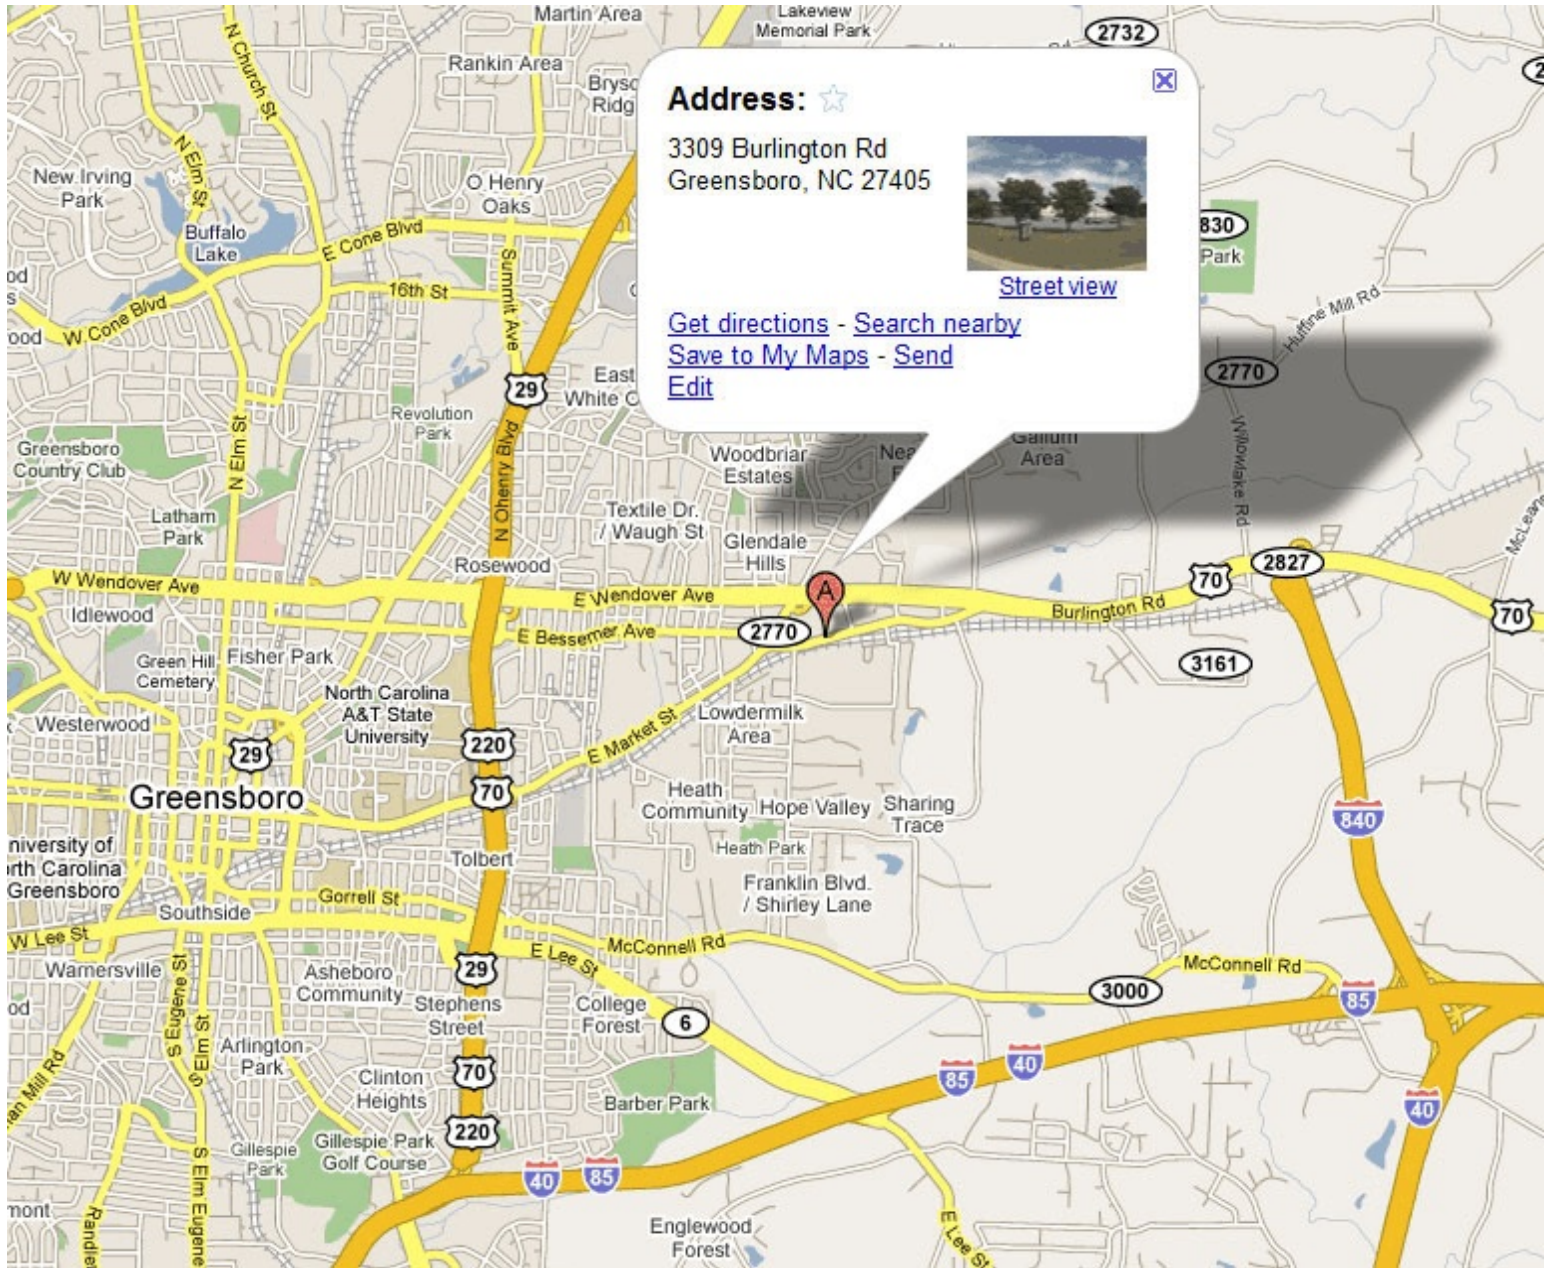 Martin Area
Lakeview
Memorial Park
2732
Rankin Area
N Church St
Address:
3309 Burlington Rd
Greensboro, NC 27405
Street view
Get directions - Search nearby
Save to My Maps - Send
Edit
N Elm St
New Irving
Park
O Henry
Oaks
Buffalo
Lake
E Cone Blvd
830
Park
Summit Ave
16th St
W Cone Blvd
Huffine Mill Rd
2770
29
East
White
Revolution
Park
Greensboro
Country Club
N Elm St
N Ohenry Blvd
Woodbriar
Estates
Area
Willowlake Rd
Latham
Park
Textile Dr.
/ Waugh St
Glendale
Hills
Rosewood
2827
W Wendover Ave
E Wendover Ave
A
70
Burlington Rd
70
Idlewood
E Bessemer Ave
2770
Green Hill
Cemetery
Fisher Park
3161
North Carolina
A&T State
University
Westerwood
Lowdermilk
Area
29
220
E Market St
70
Greensboro
Heath
Community
Hope Valley
Sharing
Trace
840
Heath Park
Tolbert
Greensboro
Franklin Blvd.
/ Shirley Lane
Gorrell St
Southside
W Lee St
McConnell Rd
E Lee St
McConnell Rd
Warnersville
29
Asheboro
Community
3000
85
Stephens
Street
College
Forest
6
S Eugene St
S Elm St
Arlington
Park
40
85
70
Clinton
Heights
Barber Park
40
220
Gillespie
Park
Gillespie Park
Golf Course
40
85
S Elm Eugene
Englewood
Forest
E Lee St